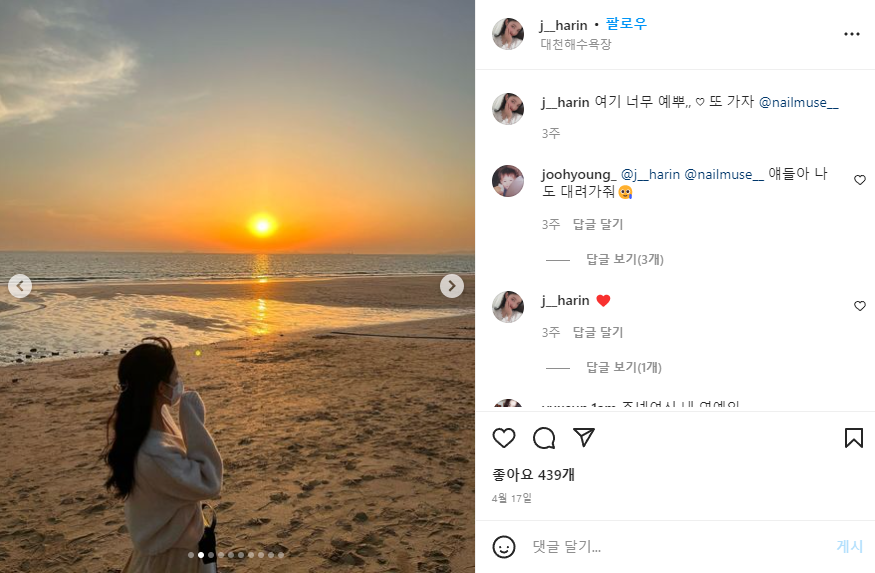 j__harin • 팔로우
대천해수욕장
j__harin 여기 너무 예뿌,, ♡ 또 가자 @nailmuse__
3주
joohyoung_ @j__harin @nailmuse__ 얘들아 나
도 대려가줘🥲
3주 답글 달기
답글 보기(3개)
j__harin ❤️
3주 답글 달기
답글 보기(1개)
좋아요 439개
4월 17일
댓글 달기...
게시